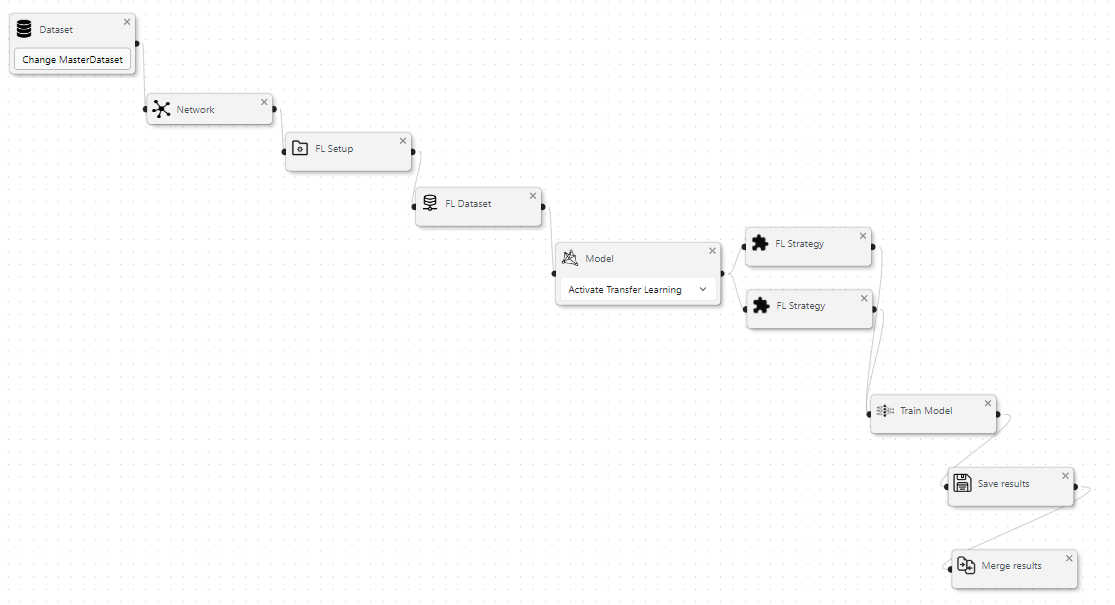 Dataset
Change MasterDataset
Network
FL Setup
FL Dataset
Model
Activate Transfer Learning
FL Strategy
FL Strategy
Train Model
Save results
Merge results